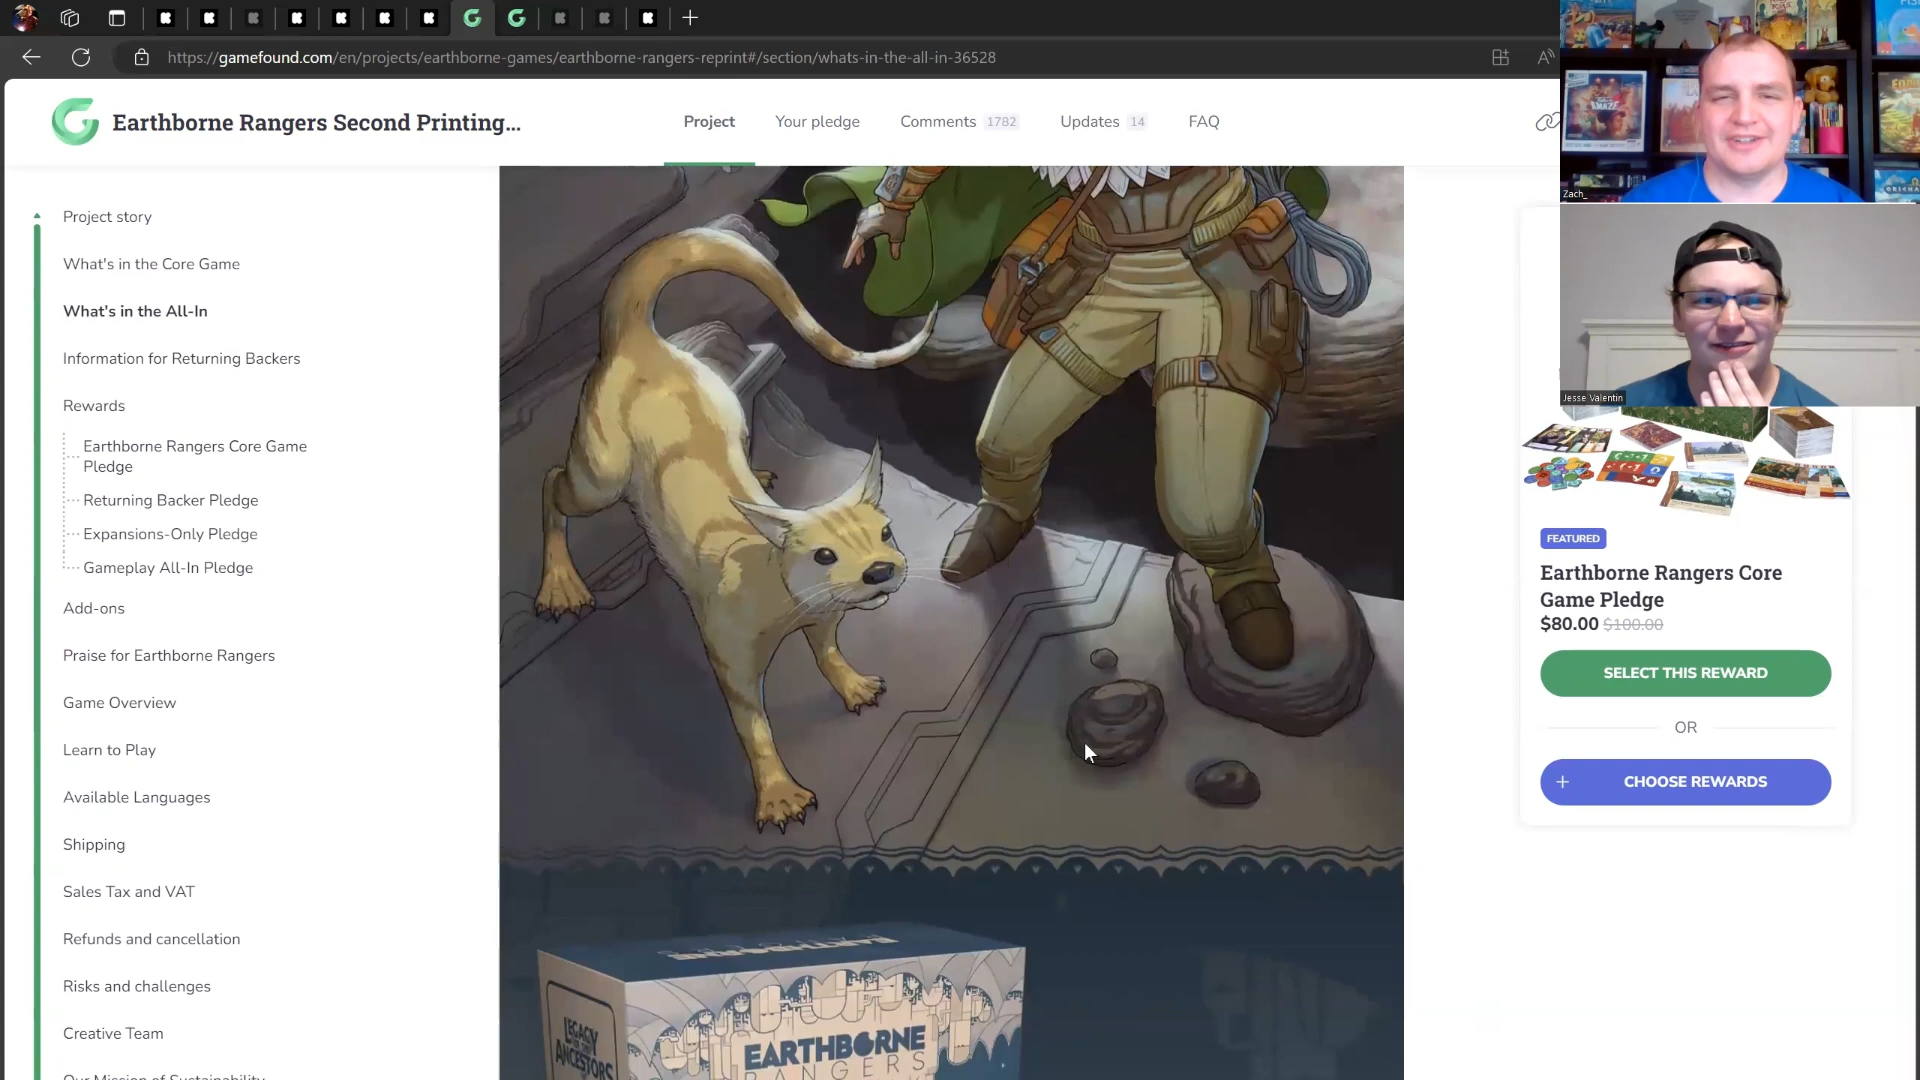 https://gamefound.com/en/projects/earthborne-games/earthborne-rangers-reprint#/section/whats-in-the-all-in-36528
Earthborne Rangers Second Printing...
Project
Your pledge
Comments 1782
Updates 14
FAQ
Project story
What's in the Core Game
What's in the All-In
Information for Returning Backers
Rewards
Earthborne Rangers Core Game
Pledge
Returning Backer Pledge
Expansions-Only Pledge
Gameplay All-In Pledge
Add-ons
Praise for Earthborne Rangers
Game Overview
Learn to Play
Available Languages
Shipping
Sales Tax and VAT
Refunds and cancellation
Risks and challenges
Creative Team
Our Mission of Sustainability
LEGACY
ANCESTORS
EARTHBORNE
RANGERS
Zach_
Jesse Valentin
FEATURED
Earthborne Rangers Core
Game Pledge
$80.00 $100.00
SELECT THIS REWARD
OR
+ CHOOSE REWARDS